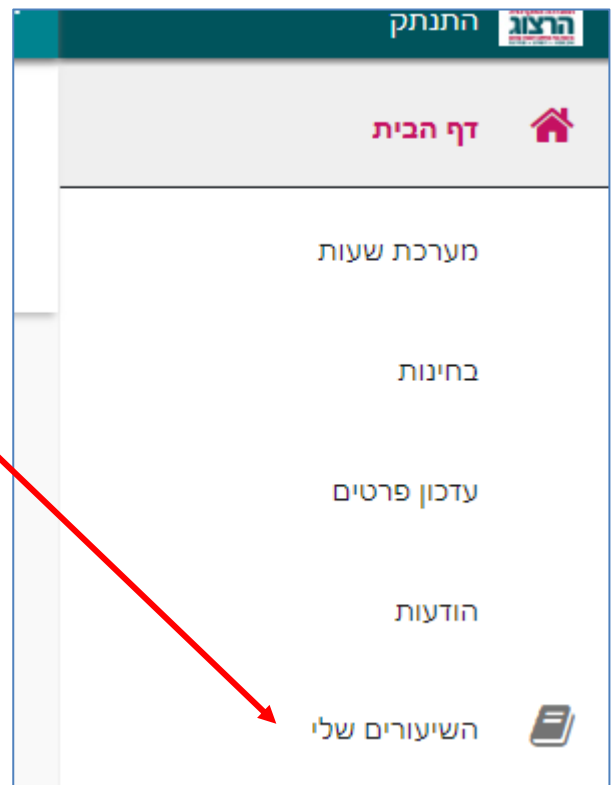 התנתק
הרצוג
דף הבית
מערכת שעות
בחינות
עדכון פרטים
הודעות
השיעורים שלי